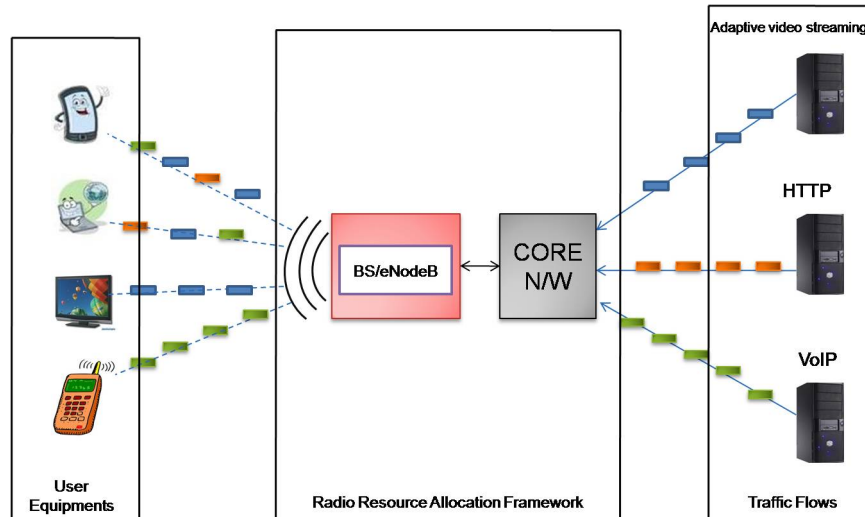 Adaptive video streaming
HTTP
BS/eNodeB
CORE
N/W
VoIP
User
Equipments
Radio Resource Allocation Framework
Traffic Flows